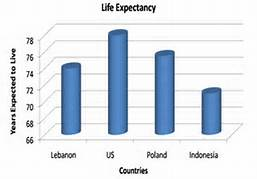 Life Expectancy
Years Expected to Live
78
76
74
72
70
68
66
Lebanon US Poland Indonesia
Countries